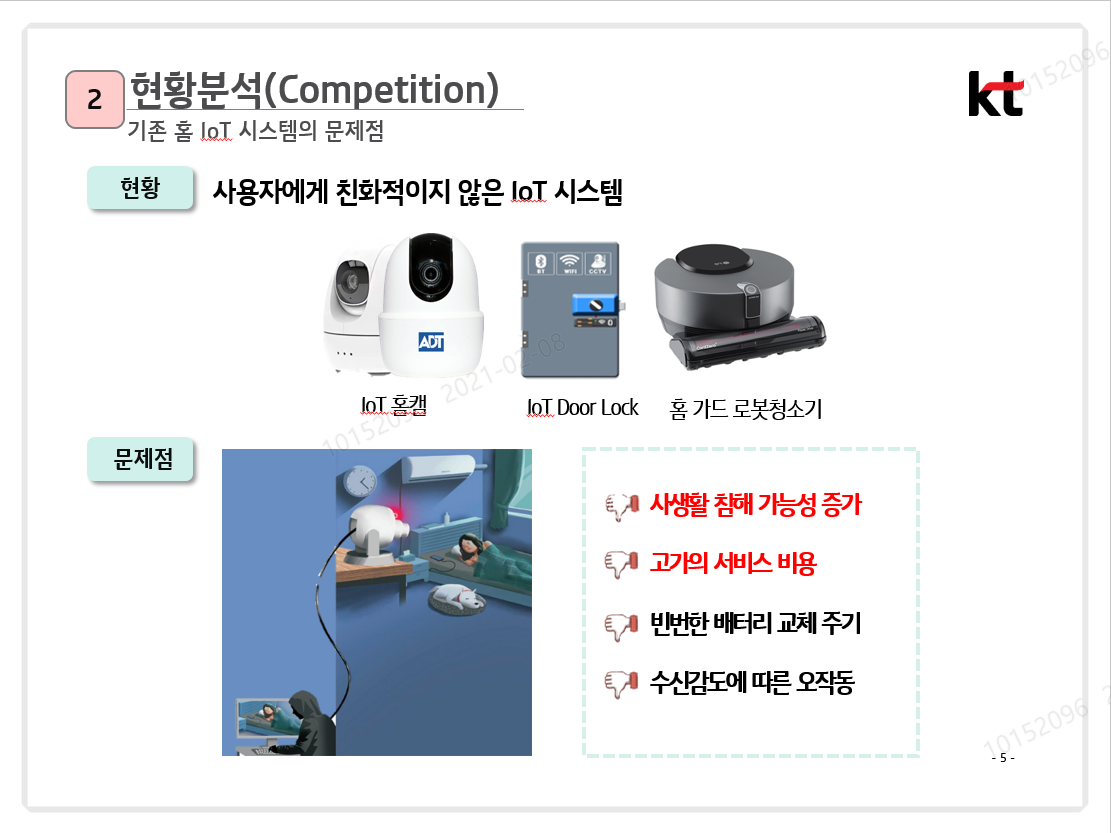 2
현황분석(Competition)
기존 홈 IoT 시스템의 문제점
kt
10152096
현황
사용자에게 친화적이지 않은 IoT 시스템
BT WiFi CCTV
ADT
IoT 홈캠
IoT Door Lock
홈 가드 로봇청소기
10152096 2021-02-08
문제점
사생활 침해 가능성 증가
고가의 서비스 비용
빈번한 배터리 교체 주기
수신감도에 따른 오작동
10152096
- 5 -